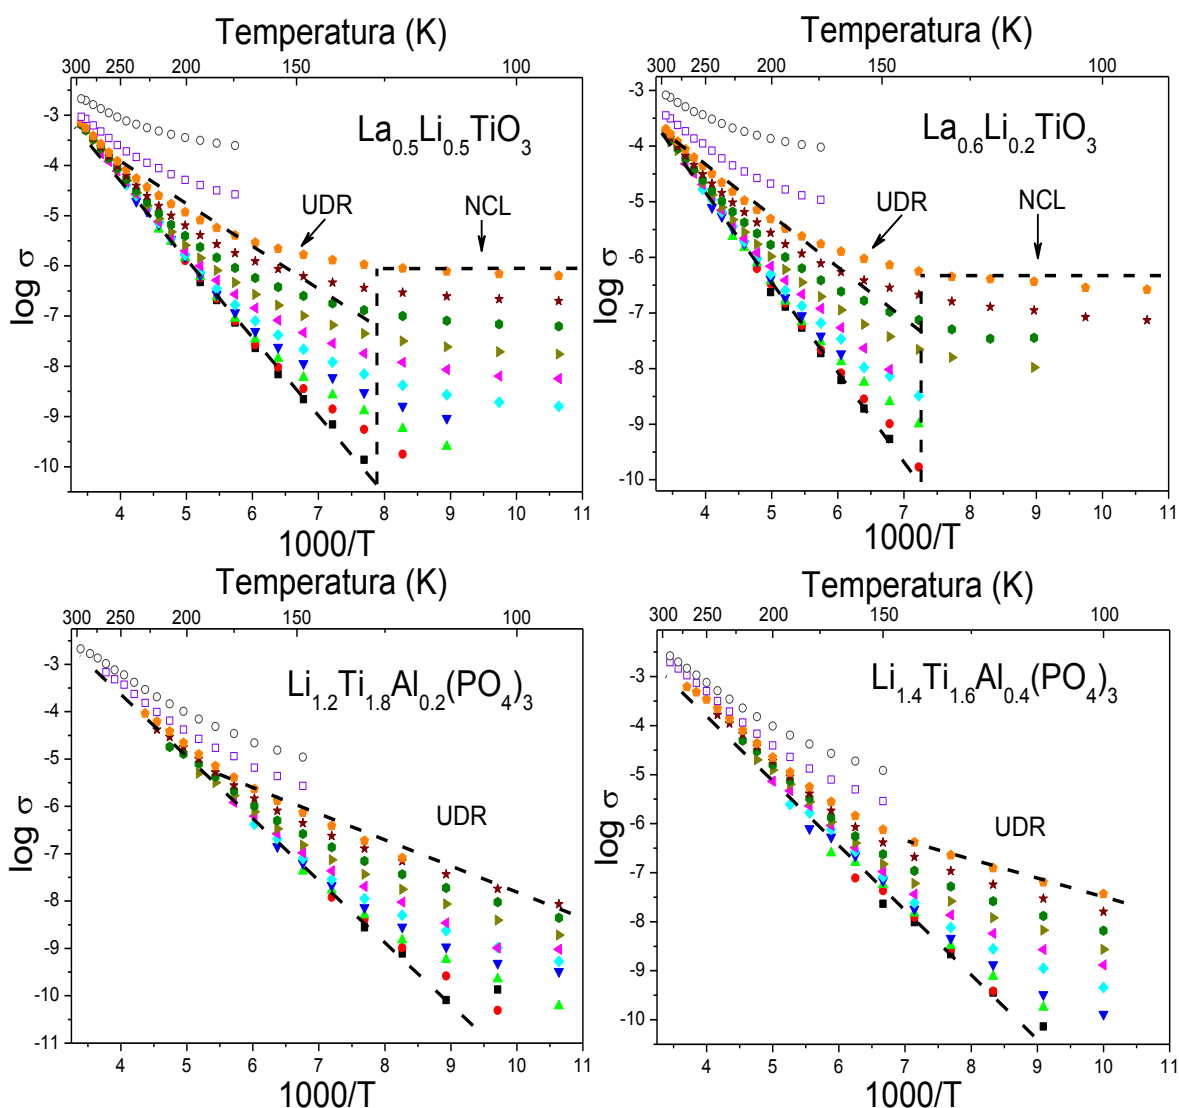 Temperatura (K)
300 250 200 150 100
La0.5Li0.5TiO3
UDR
NCL
log σ
-3
-4
-5
-6
-7
-8
-9
-10
4 5 6 7 8 9 10 11
1000/T
Temperatura (K)
300 250 200 150 100
La0.6Li0.2TiO3
UDR
NCL
log σ
-3
-4
-5
-6
-7
-8
-9
-10
4 5 6 7 8 9 10 11
1000/T
Temperatura (K)
300 250 200 150 100
Li1.2Ti1.8Al0.2(PO4)3
UDR
log σ
-3
-4
-5
-6
-7
-8
-9
-10
-11
4 5 6 7 8 9 10 11
1000/T
Temperatura (K)
300 250 200 150 100
Li1.4Ti1.6Al0.4(PO4)3
UDR
log σ
-2
-3
-4
-5
-6
-7
-8
-9
-10
4 5 6 7 8 9 10 11
1000/T